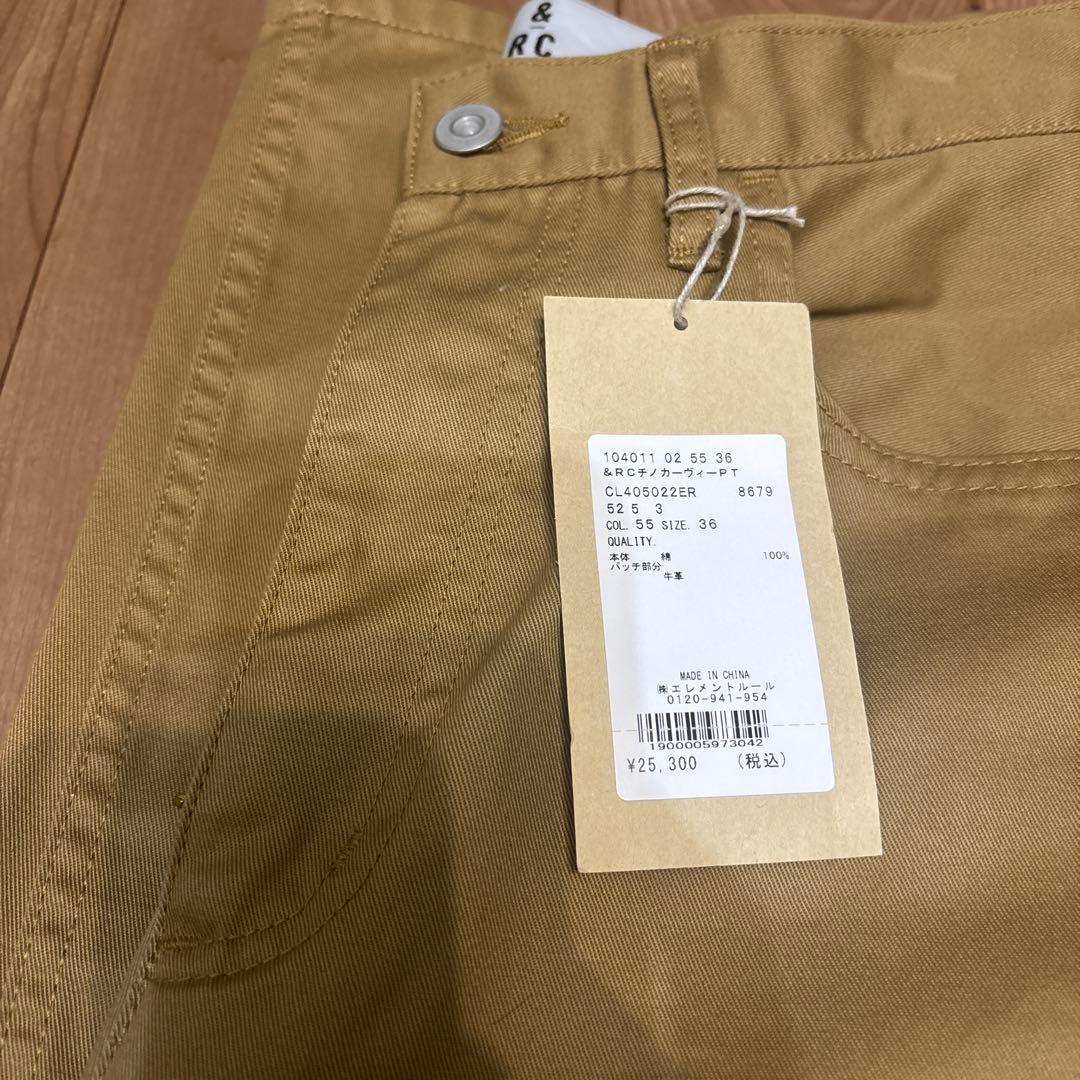 &
RC
104011 02 55 36
&RCチノカーヴィーPT
CL405022ER 8679
52 5 3
COL. 55 SIZE. 36
QUALITY.
本体 綿 100%
パッチ部分
牛革
MADE IN CHINA
㈱エレメントルール
0120-941-954
1900005973042
¥25,300 (税込)